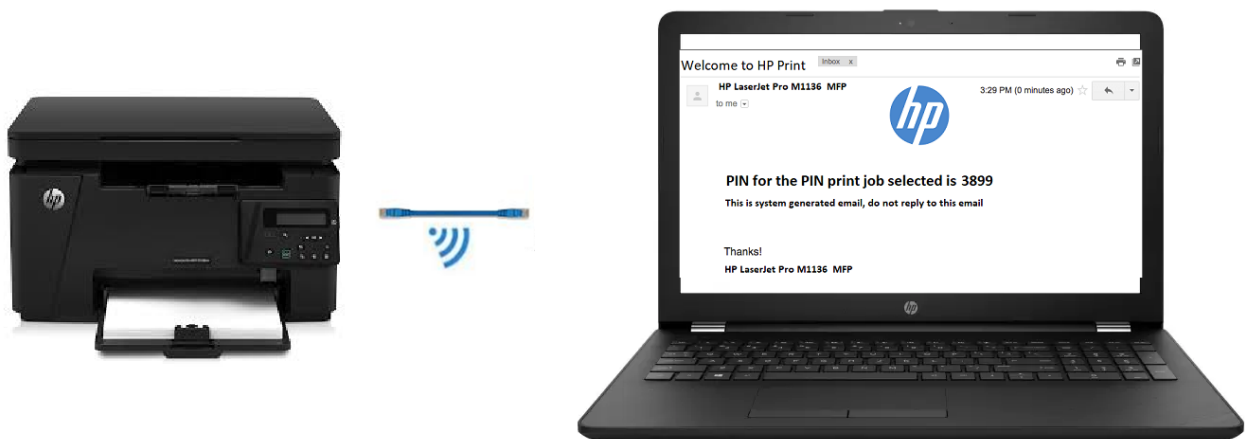 hp
Welcome to HP Print
Inbox x
HP LaserJet Pro M1136 MFP
to me
3:29 PM (0 minutes ago)
hp
PIN for the PIN print job selected is 3899
This is system generated email, do not reply to this email
Thanks!
HP LaserJet Pro M1136 MFP
hp